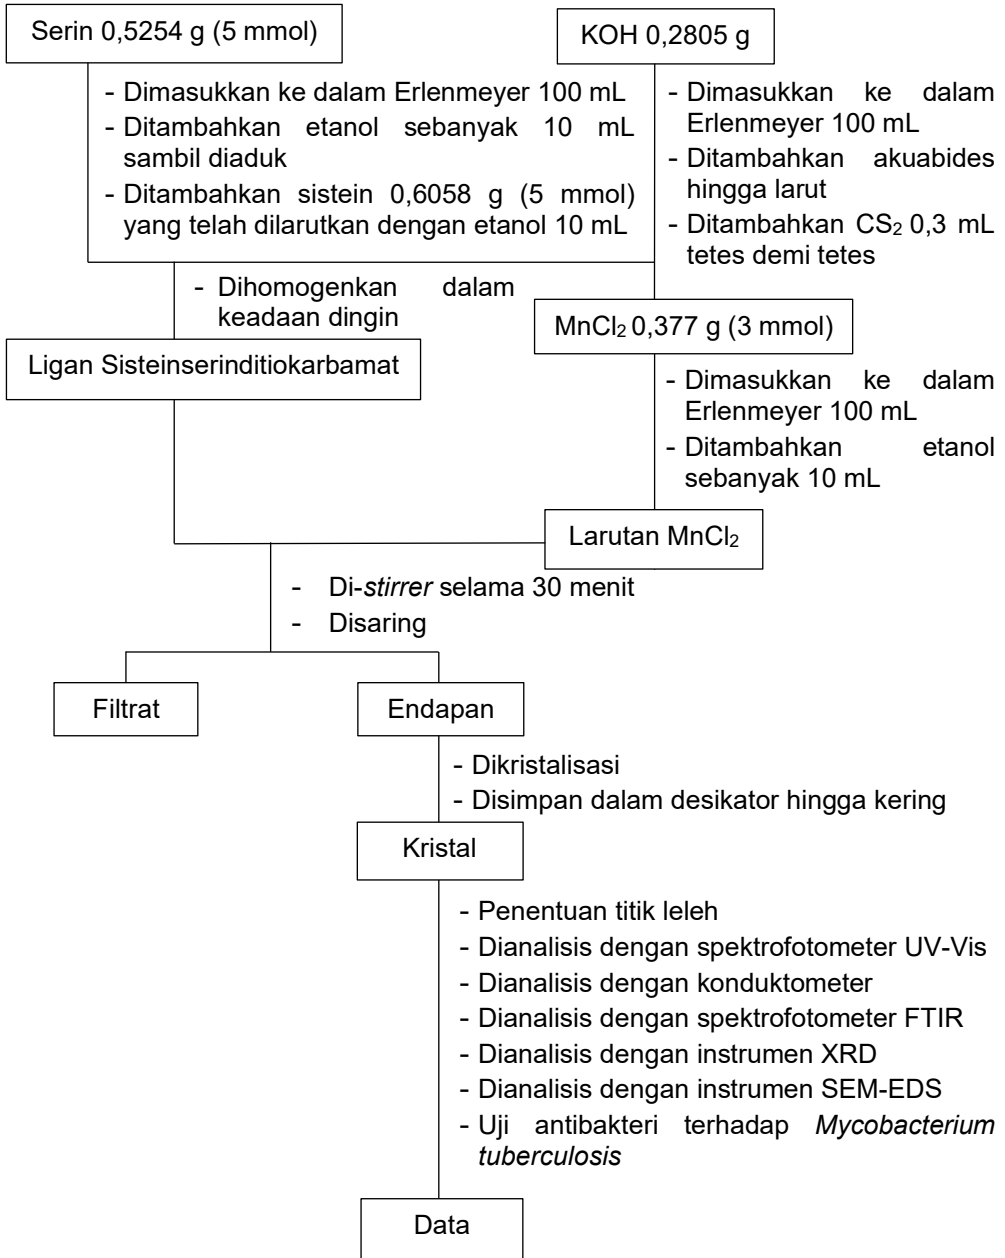 Serin 0,5254 g (5 mmol)
KOH 0,2805 g
- Dimasukkan ke dalam Erlenmeyer 100 mL
- Ditambahkan etanol sebanyak 10 mL
sambil diaduk
- Ditambahkan sistein 0,6058 g (5 mmol)
yang telah dilarutkan dengan etanol 10 mL
- Dimasukkan ke dalam
Erlenmeyer 100 mL
- Ditambahkan akuabides
hingga larut
- Ditambahkan CS₂ 0,3 mL
tetes demi tetes
- Dihomogenkan dalam
keadaan dingin
Ligan Sisteinserinditiokarbamat
MnCl₂ 0,377 g (3 mmol)
- Dimasukkan ke dalam
Erlenmeyer 100 mL
- Ditambahkan etanol
sebanyak 10 mL
Larutan MnCl₂
- Di-stirrer selama 30 menit
- Disaring
Filtrat
Endapan
- Dikristalisasi
- Disimpan dalam desikator hingga kering
Kristal
- Penentuan titik leleh
- Dianalisis dengan spektrofotometer UV-Vis
- Dianalisis dengan konduktometer
- Dianalisis dengan spektrofotometer FTIR
- Dianalisis dengan instrumen XRD
- Dianalisis dengan instrumen SEM-EDS
- Uji antibakteri terhadap Mycobacterium
tuberculosis
Data